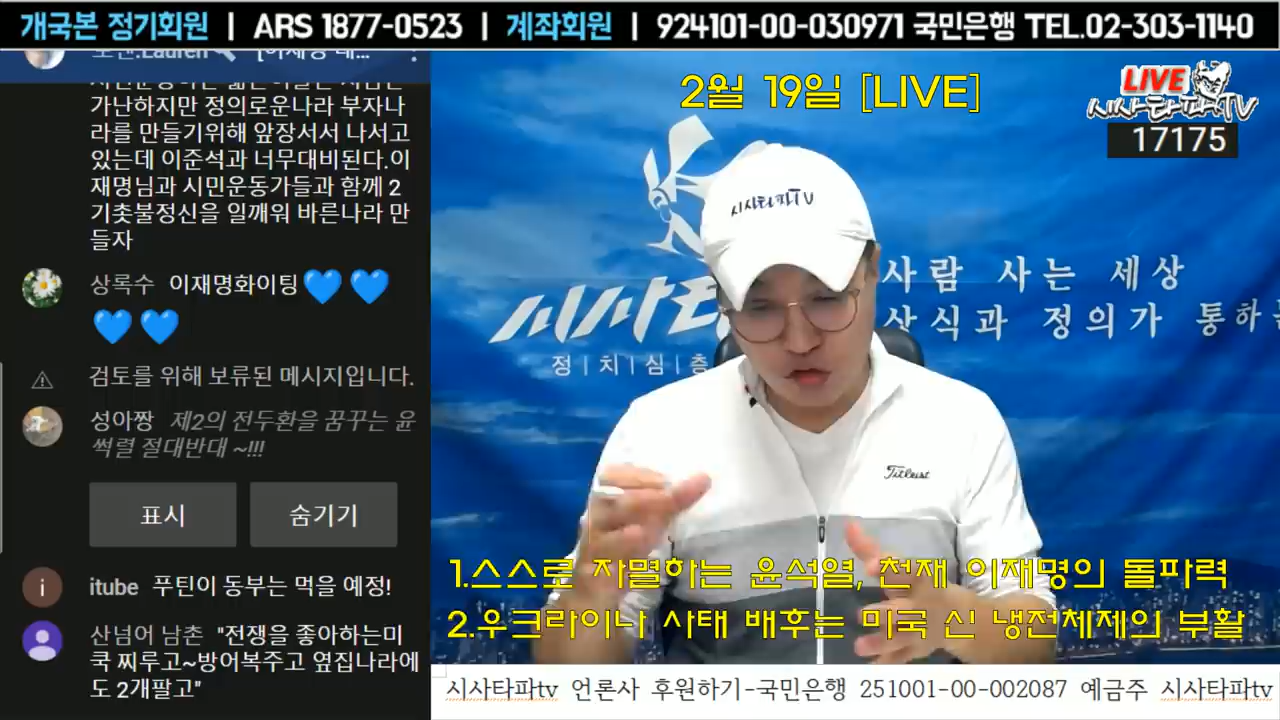 개국본 정기회원 | ARS 1877-0523 | 계좌회원 | 924101-00-030971 국민은행 TEL.02-303-1140
가난하지만 정의로운나라 부자나
라를 만들기위해 앞장서서 나서고
있는데 이준석과 너무대비된다.이
재명님과 시민운동가들과 함께 2
기촛불정신을 일깨워 바른나라 만
들자
상록수 이재명화이팅💙💙
💙💙
검토를 위해 보류된 메시지입니다.
성아짱 제2의 전두환을 꿈꾸는 윤
썩렬 절대반대 ~!!!
표시 숨기기
i itube 푸틴이 동부는 먹을 예정!
산넘어 남촌 "전쟁을 좋아하는미
쿡 찌루고~방어복주고 옆집나라에
도 2개팔고"
2월 19일 [LIVE]
LIVE
시사타파TV
17175
시사타파TV
사람 사는 세상
상식과 정의가 통하는
시사타
정|치|심|층
Titleist
1.스스로 자멸하는 윤석열, 천재 이재명의 돌파력
2.우크라이나 사태 배후는 미국 신 냉전체제의 부활
시사타파tv 언론사 후원하기-국민은행 251001-00-002087 예금주 시사타파tv